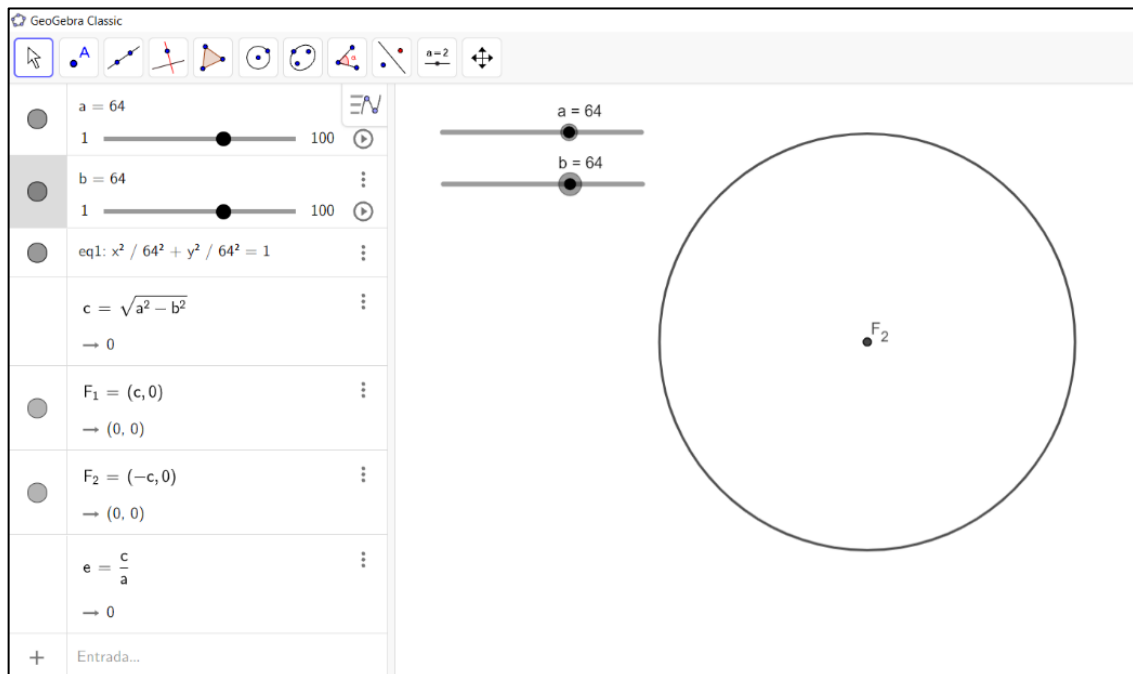 GeoGebra Classic
A
a=2
a = 64
1 100
b = 64
1 100
eq1: x² / 64² + y² / 64² = 1
c = √a² − b²
→ 0
F₁ = (c, 0)
→ (0, 0)
F₂ = (−c, 0)
→ (0, 0)
e = c/a
→ 0
+ Entrada...
a = 64
b = 64
F₂